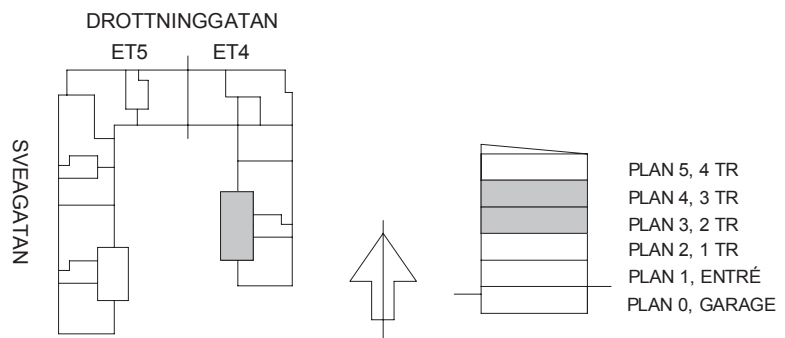 DROTTNINGGATAN
ET5 ET4
SVEAGATAN
PLAN 5, 4 TR
PLAN 4, 3 TR
PLAN 3, 2 TR
PLAN 2, 1 TR
PLAN 1, ENTRÉ
PLAN 0, GARAGE